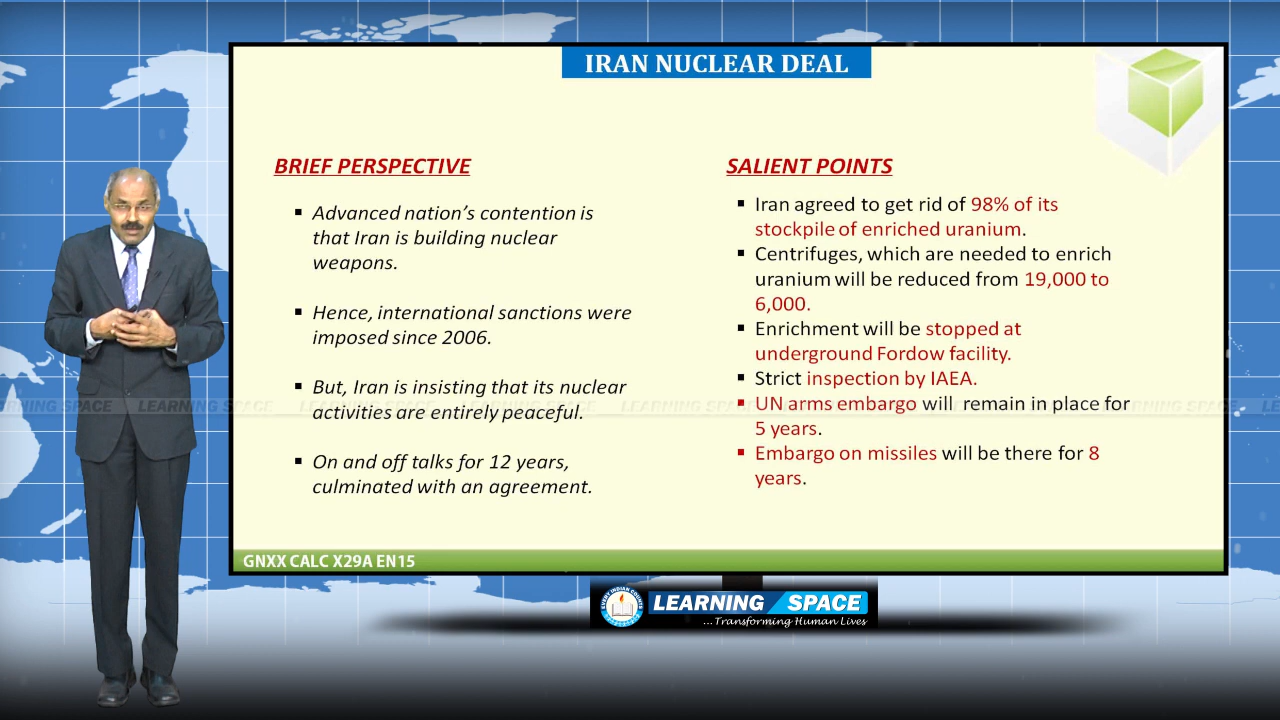 IRAN NUCLEAR DEAL
BRIEF PERSPECTIVE
▪ Advanced nation's contention is
that Iran is building nuclear
weapons.
▪ Hence, international sanctions were
imposed since 2006.
▪ But, Iran is insisting that its nuclear
activities are entirely peaceful.
▪ On and off talks for 12 years,
culminated with an agreement.
SALIENT POINTS
▪ Iran agreed to get rid of 98% of its
stockpile of enriched uranium.
▪ Centrifuges, which are needed to enrich
uranium will be reduced from 19,000 to
6,000.
▪ Enrichment will be stopped at
underground Fordow facility.
▪ Strict inspection by IAEA.
▪ UN arms embargo will remain in place for
5 years.
▪ Embargo on missiles will be there for 8
years.
LEARNING SPACE
GNXX CALC X29A EN15
EVERY INDIAN COUNTS
LEARNING SPACE
...Transforming Human Lives